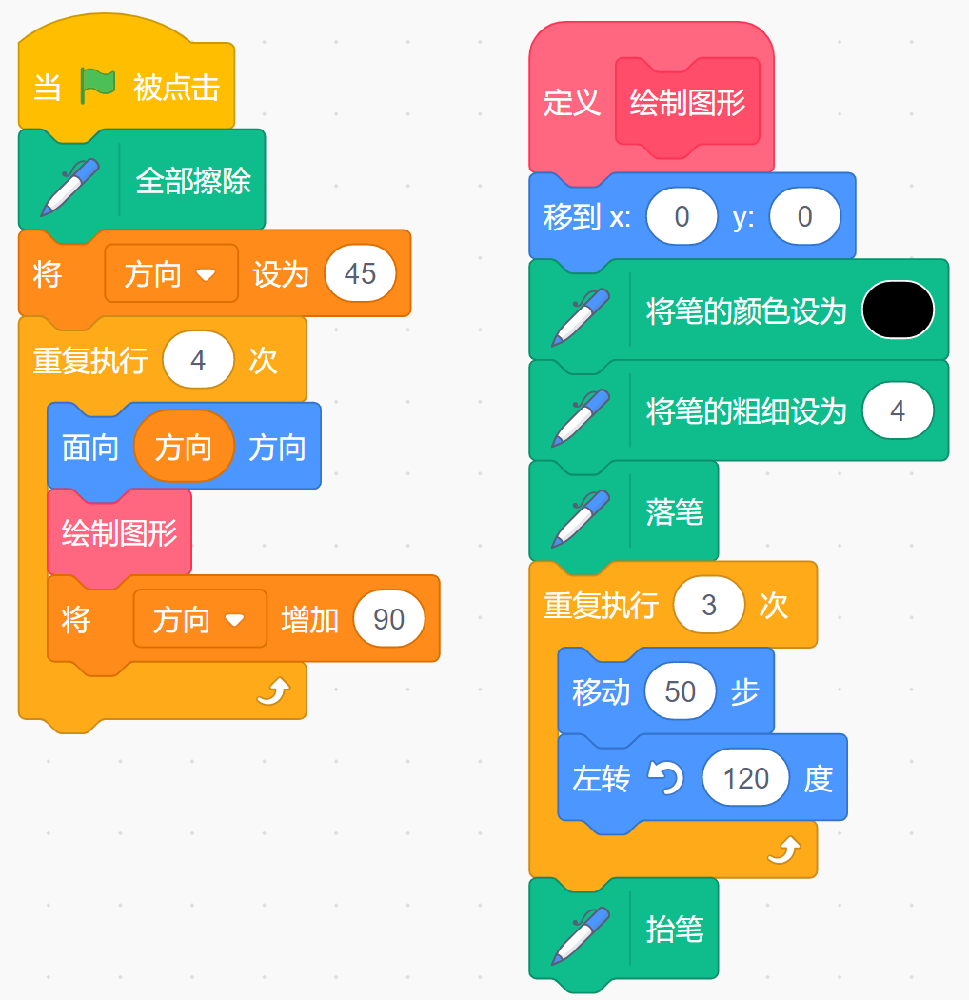 当 被点击
全部擦除
将 方向 设为 45
重复执行 4 次
面向 方向 方向
绘制图形
将 方向 增加 90
定义 绘制图形
移到 x: 0 y: 0
将笔的颜色设为
将笔的粗细设为 4
落笔
重复执行 3 次
移动 50 步
左转 120 度
抬笔